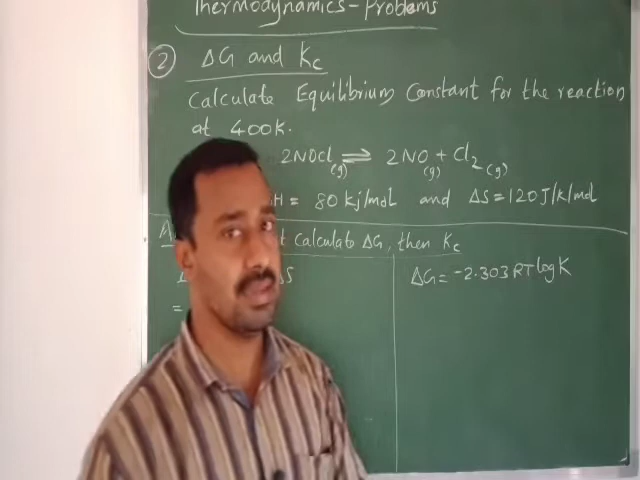 Thermodynamics - Problems
2 ΔG and Kc
Calculate Equilibrium Constant for the reaction
at 400K.
2NOCl(g) ⇌ 2NO(g) + Cl2(g)
H = 80 kj/mol and ΔS = 120 J/K/mol
calculate ΔG, then Kc
ΔG = -2.303 RT log K
=